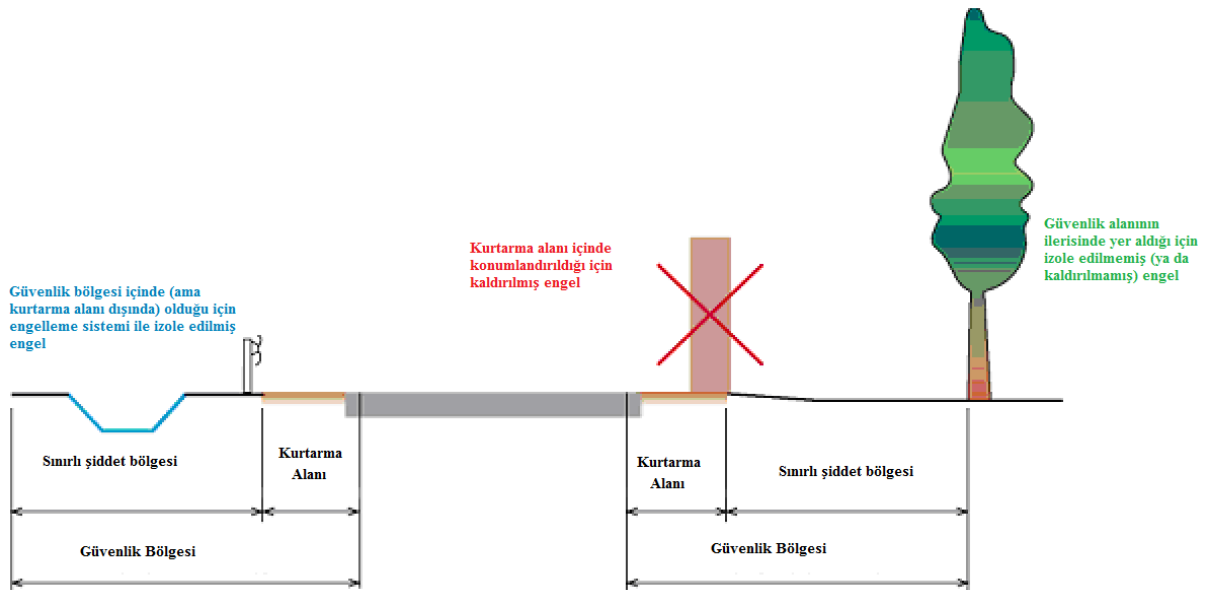 Güvenlik bölgesi içinde (ama
kurtarma alanı dışında) olduğu için
engelleme sistemi ile izole edilmiş
engel
Kurtarma alanı içinde
konumlandırıldığı için
kaldırılmış engel
Güvenlik alanının
ilerisinde yer aldığı için
izole edilmemiş (ya da
kaldırılmamış) engel
Sınırlı şiddet bölgesi
Kurtarma
Alanı
Kurtarma
Alanı
Sınırlı şiddet bölgesi
Güvenlik Bölgesi
Güvenlik Bölgesi